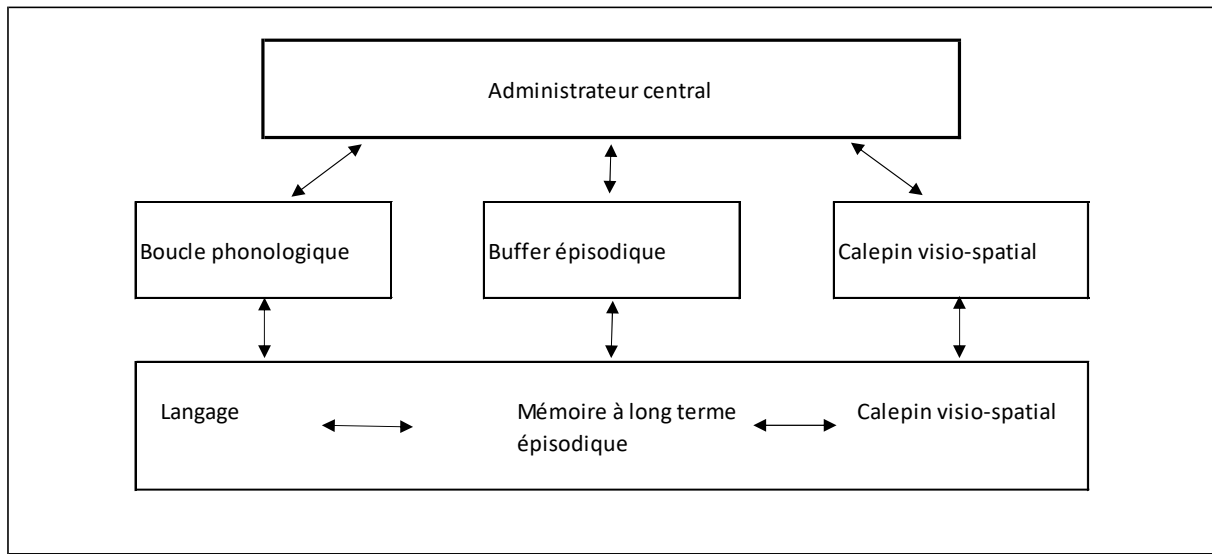 Administrateur central
Boucle phonologique
Buffer épisodique
Calepin visio-spatial
Langage
Mémoire à long terme
épisodique
Calepin visio-spatial